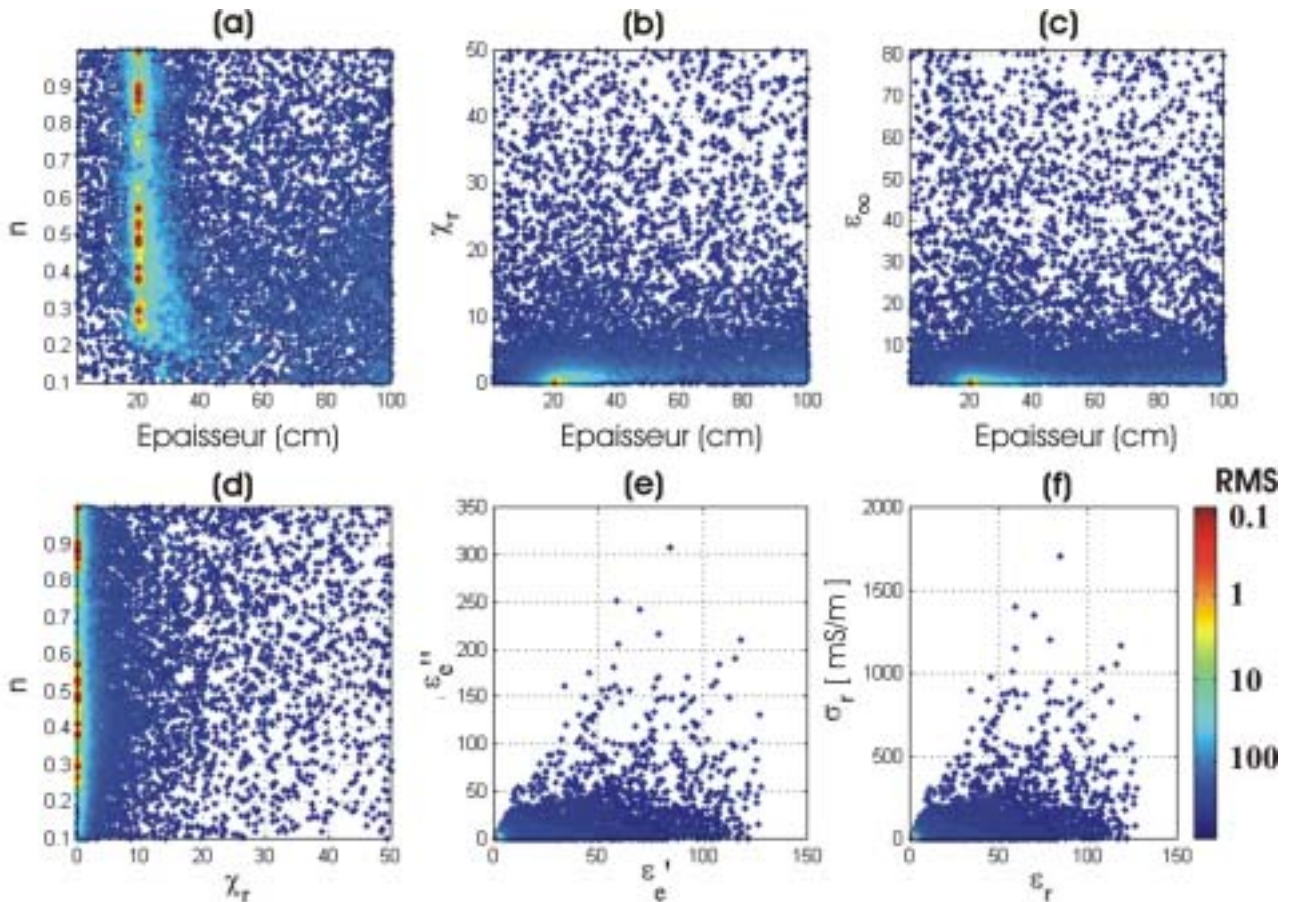 (a) (b) (c)
n
0.9
0.8
0.7
0.6
0.5
0.4
0.3
0.2
0.1
20 40 60 80 100
Epaisseur (cm)
χr
50
40
30
20
10
0
20 40 60 80 100
Epaisseur (cm)
ε∞
80
70
60
50
40
30
20
10
20 40 60 80 100
Epaisseur (cm)
(d) (e) (f)
n
0.9
0.8
0.7
0.6
0.5
0.4
0.3
0.2
0.1
0 10 20 30 40 50
χr
εe''
350
300
250
200
150
100
50
0
0 50 100 150
εe'
σr [ mS/m ]
2000
1500
1000
500
0
0 50 100 150
εr
RMS
0.1
1
10
100